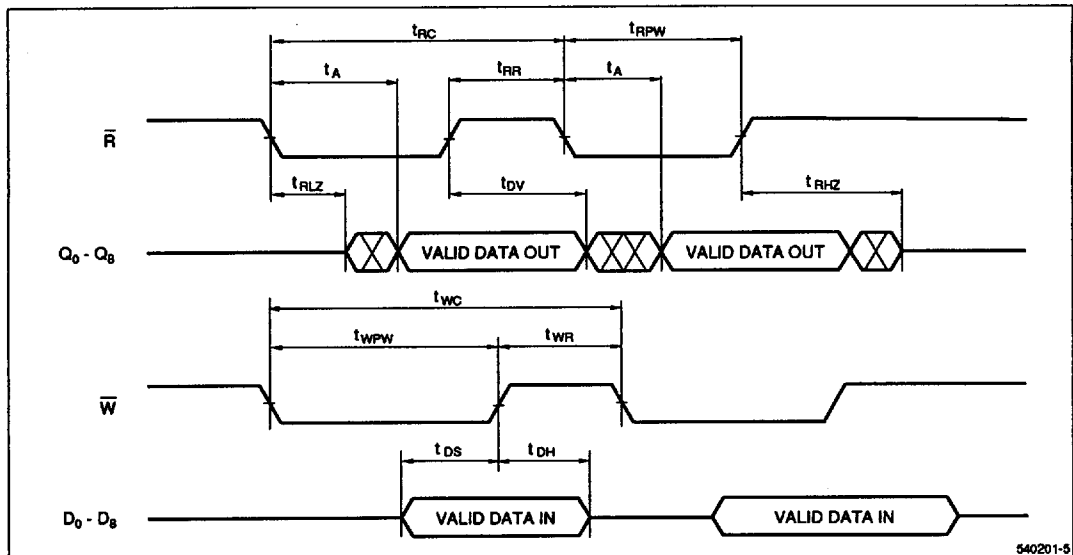 tRC tRPW
tA tRR tA
R̅
tRLZ tDV tRHZ
Q0 - Q8 VALID DATA OUT VALID DATA OUT
tWC
tWPW tWR
W̅
tDS tDH
D0 - D8 VALID DATA IN VALID DATA IN
540201-5